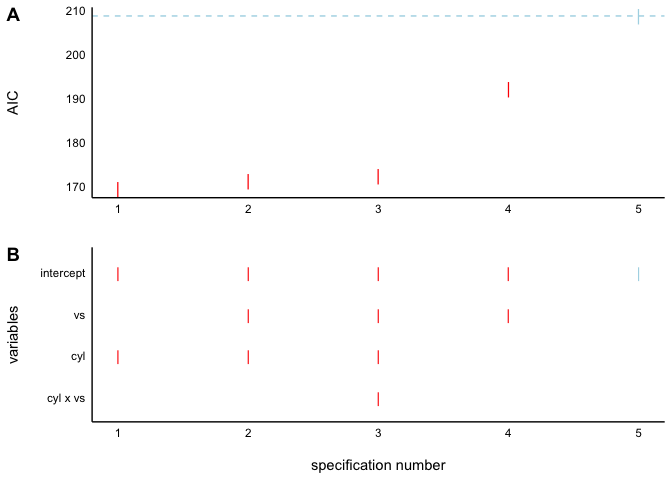 A
210
200
AIC
190
180
170
1 2 3 4 5
B
intercept
vs
variables
cyl
cyl x vs
1 2 3 4 5
specification number